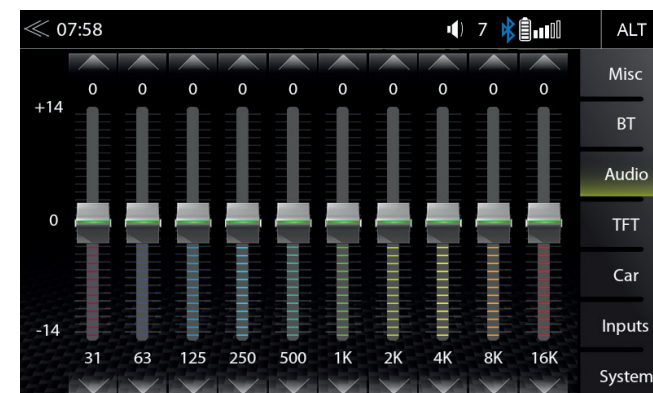 07:58 7 ALT
Misc
0 0 0 0 0 0 0 0 0 0
+14
BT
Audio
0
TFT
Car
Inputs
-14
31 63 125 250 500 1K 2K 4K 8K 16K
System